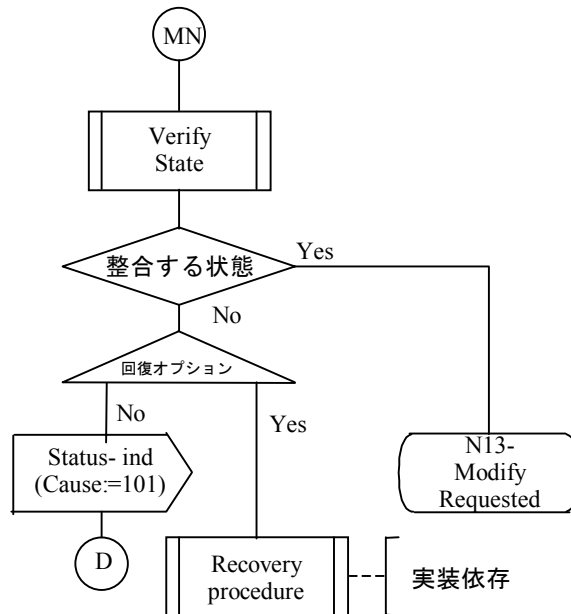 MN
Verify
State
整合する状態
Yes
No
回復オプション
No
Yes
Status- ind
(Cause:=101)
N13-
Modify
Requested
D
Recovery
procedure
実装依存